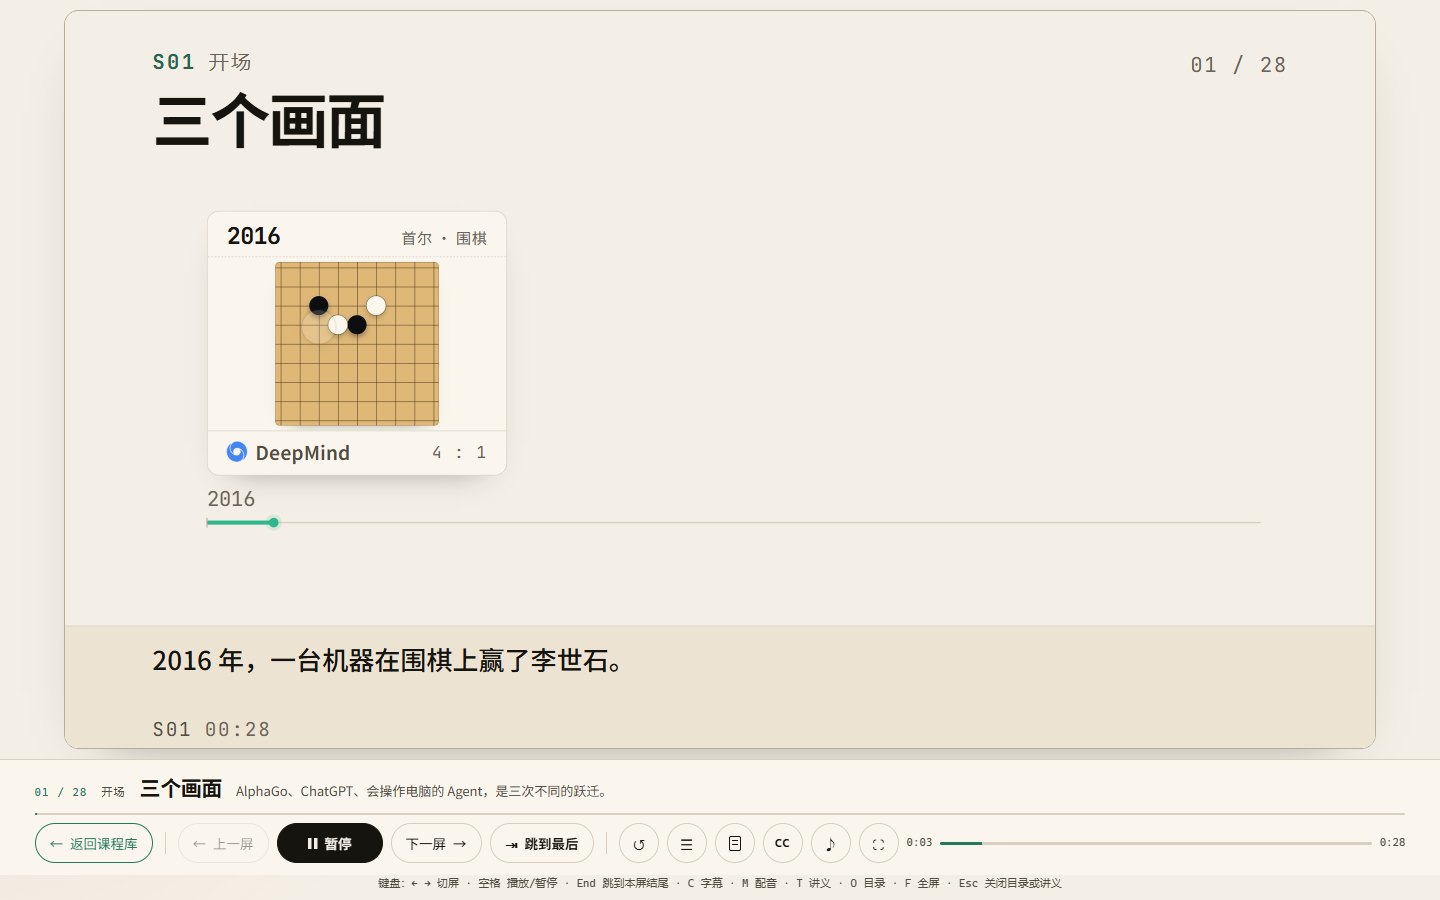 S01 开场
01 / 28
三个画面
2016 首尔 · 围棋
DeepMind 4 : 1
2016
2016 年，一台机器在围棋上赢了李世石。
S01 00:28
01 / 28 开场 三个画面 AlphaGo、ChatGPT、会操作电脑的 Agent，是三次不同的跃迁。
← 返回课程库 ← 上一屏 暂停 下一屏 → ⇥ 跳到最后 ↺ ☰ CC ♪ ⛶ 0:03 0:28
键盘: ← → 切屏 · 空格 播放/暂停 · End 跳到本屏结尾 · C 字幕 · M 配音 · T 讲义 · O 目录 · F 全屏 · Esc 关闭目录或讲义